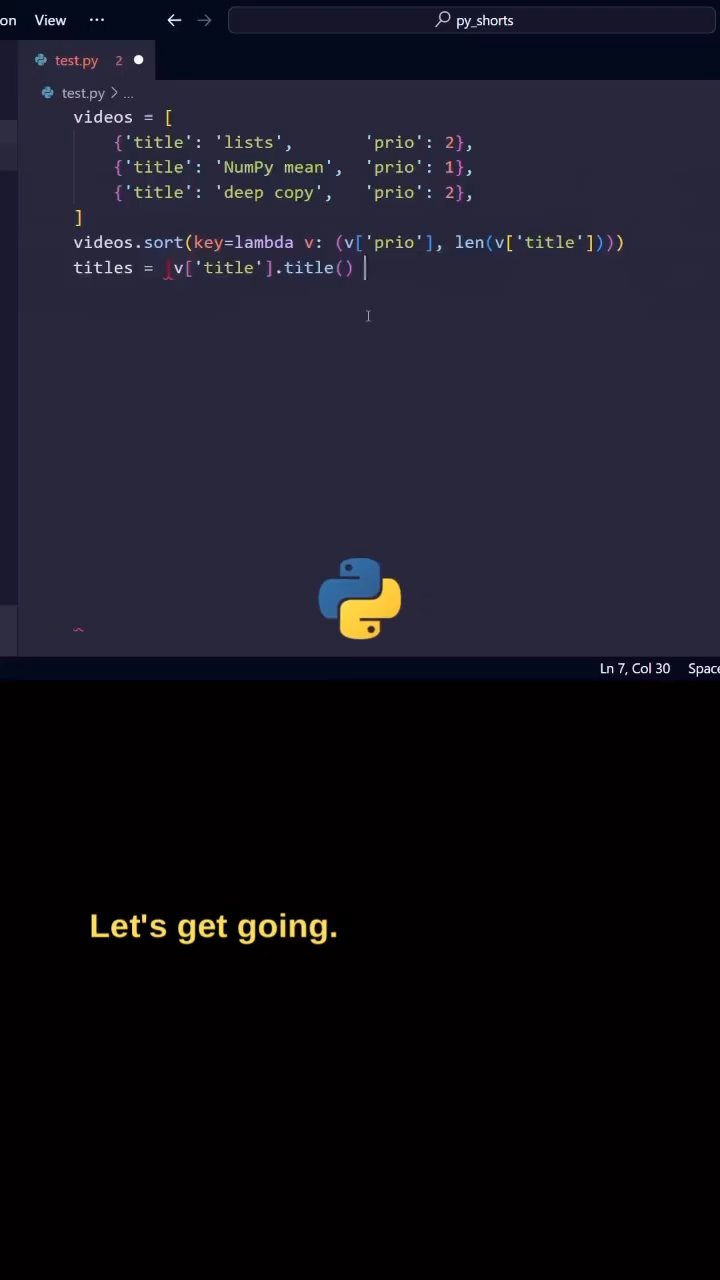 on View ··· ← → py_shorts
test.py 2
test.py > ...
videos = [
    {'title': 'lists',       'prio': 2},
    {'title': 'NumPy mean',  'prio': 1},
    {'title': 'deep copy',   'prio': 2},
]
videos.sort(key=lambda v: (v['prio'], len(v['title'])))
titles = [v['title'].title()
Ln 7, Col 30 Space
Let's get going.